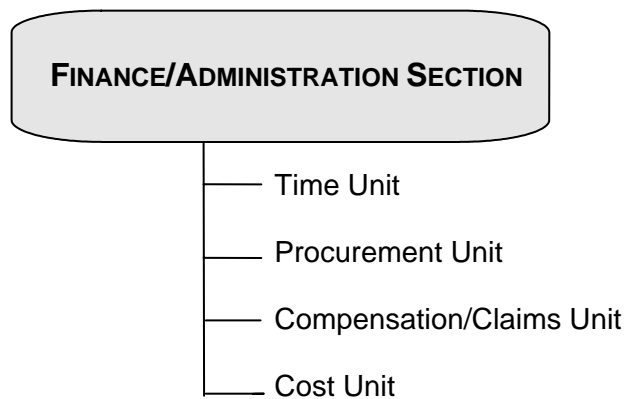 FINANCE/ADMINISTRATION SECTION
Time Unit
Procurement Unit
Compensation/Claims Unit
Cost Unit